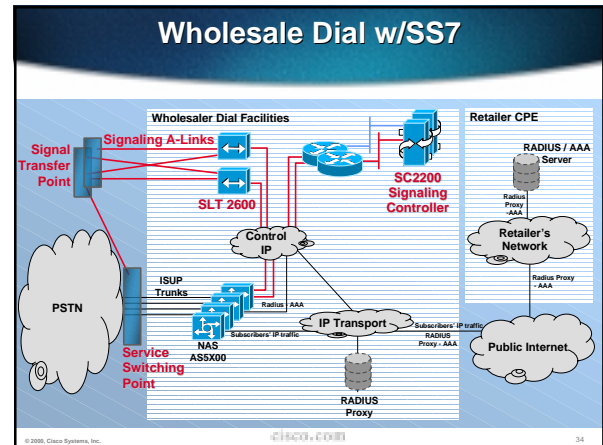 Wholesale Dial w/SS7
Wholesaler Dial Facilities
Retailer CPE
Signaling A-Links
Signal
Transfer
Point
SLT 2600
SC2200
Signaling
Controller
RADIUS / AAA
Server
Radius
Proxy
-AAA
Control
IP
Retailer's
Network
ISUP
Trunks
Radius - AAA
Radius Proxy
- AAA
PSTN
Subscribers' IP traffic
IP Transport
Subscribers' IP traffic
RADIUS
Proxy - AAA
Public Internet
NAS
AS5X00
Service
Switching
Point
RADIUS
Proxy
© 2000, Cisco Systems, Inc.
cisco.com
34